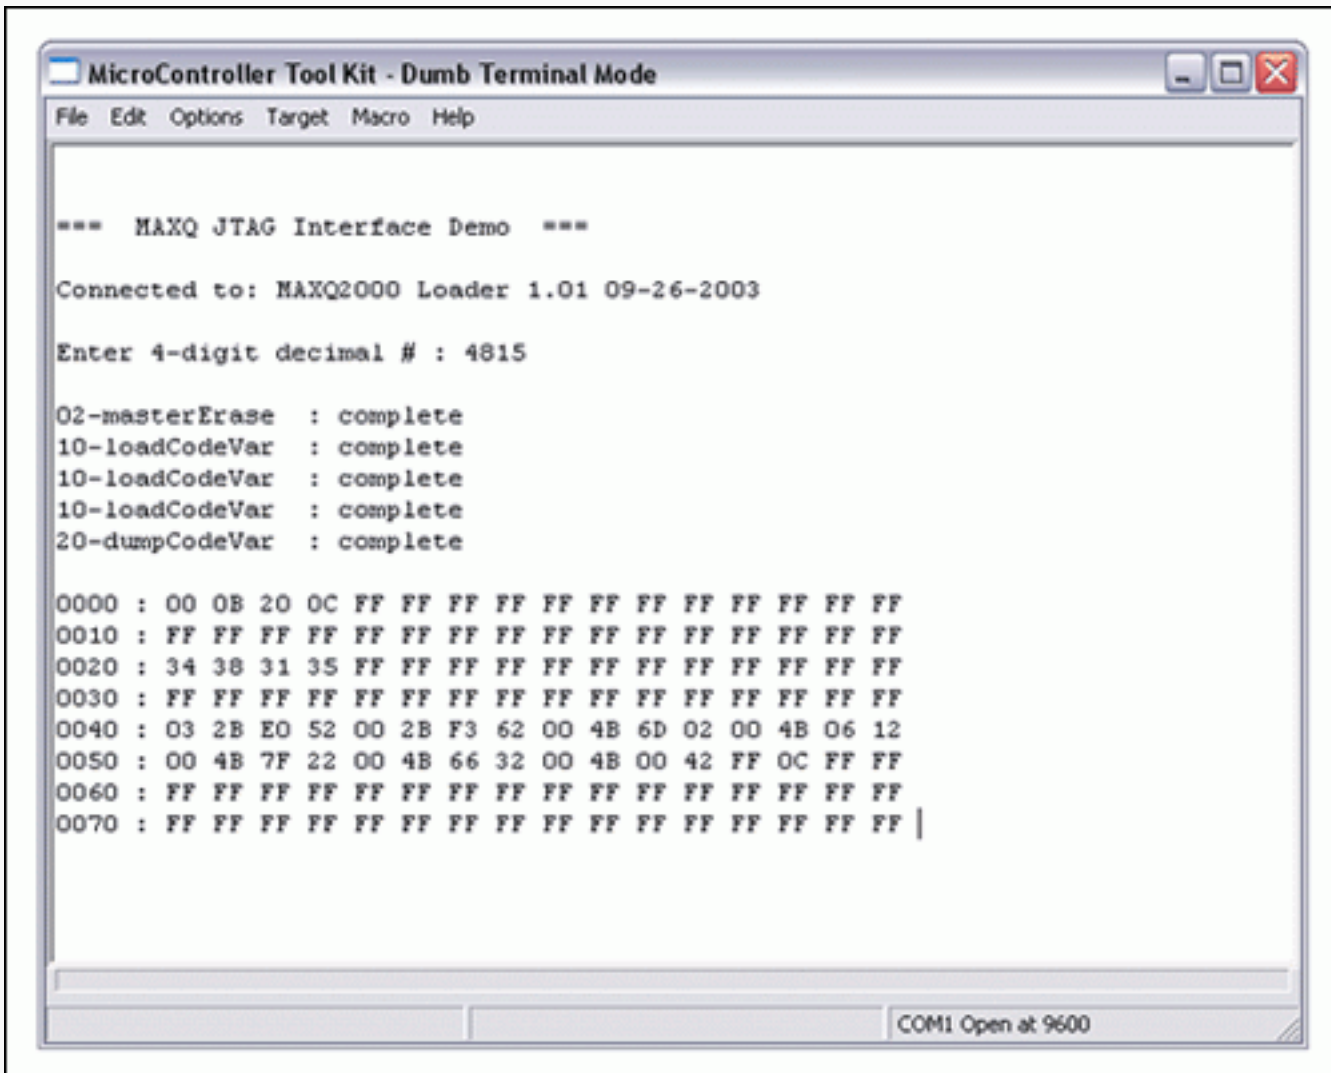 MicroController Tool Kit - Dumb Terminal Mode
File Edit Options Target Macro Help
=== MAXQ JTAG Interface Demo ===
Connected to: MAXQ2000 Loader 1.01 09-26-2003
Enter 4-digit decimal # : 4815
02-masterErase : complete
10-loadCodeVar : complete
10-loadCodeVar : complete
10-loadCodeVar : complete
20-dumpCodeVar : complete
0000 : 00 0B 20 0C FF FF FF FF FF FF FF FF FF FF FF FF
0010 : FF FF FF FF FF FF FF FF FF FF FF FF FF FF FF FF
0020 : 34 38 31 35 FF FF FF FF FF FF FF FF FF FF FF FF
0030 : FF FF FF FF FF FF FF FF FF FF FF FF FF FF FF FF
0040 : 03 2B E0 52 00 2B F3 62 00 4B 6D 02 00 4B 06 12
0050 : 00 4B 7F 22 00 4B 66 32 00 4B 00 42 FF 0C FF FF
0060 : FF FF FF FF FF FF FF FF FF FF FF FF FF FF FF FF
0070 : FF FF FF FF FF FF FF FF FF FF FF FF FF FF FF FF
COM1 Open at 9600